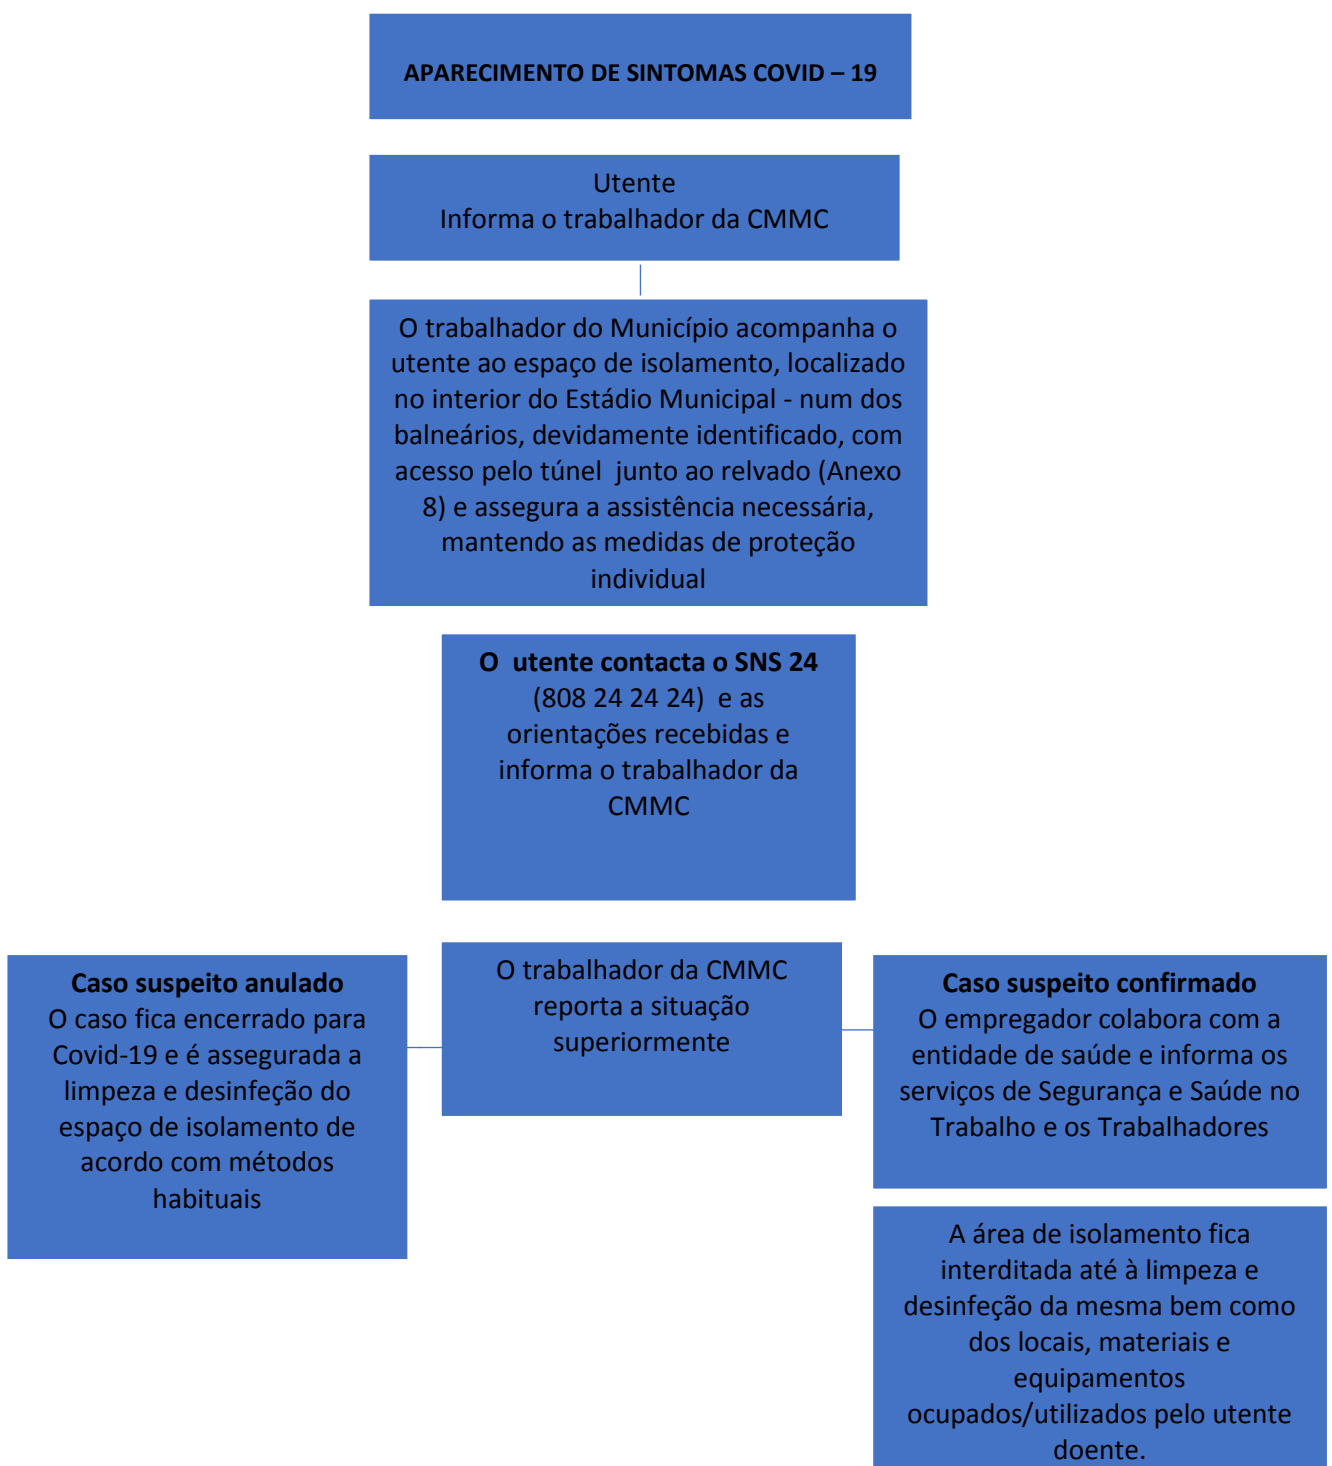 APARECIMENTO DE SINTOMAS COVID – 19
Utente
Informa o trabalhador da CMMC
O trabalhador do Município acompanha o
utente ao espaço de isolamento, localizado
no interior do Estádio Municipal - num dos
balneários, devidamente identificado, com
acesso pelo túnel  junto ao relvado (Anexo
8) e assegura a assistência necessária,
mantendo as medidas de proteção
individual
O  utente contacta o SNS 24
(808 24 24 24)  e as
orientações recebidas e
informa o trabalhador da
CMMC
Caso suspeito anulado
O caso fica encerrado para
Covid-19 e é assegurada a
limpeza e desinfeção do
espaço de isolamento de
acordo com métodos
habituais
O trabalhador da CMMC
reporta a situação
superiormente
Caso suspeito confirmado
O empregador colabora com a
entidade de saúde e informa os
serviços de Segurança e Saúde no
Trabalho e os Trabalhadores
A área de isolamento fica
interditada até à limpeza e
desinfeção da mesma bem como
dos locais, materiais e
equipamentos
ocupados/utilizados pelo utente
doente.